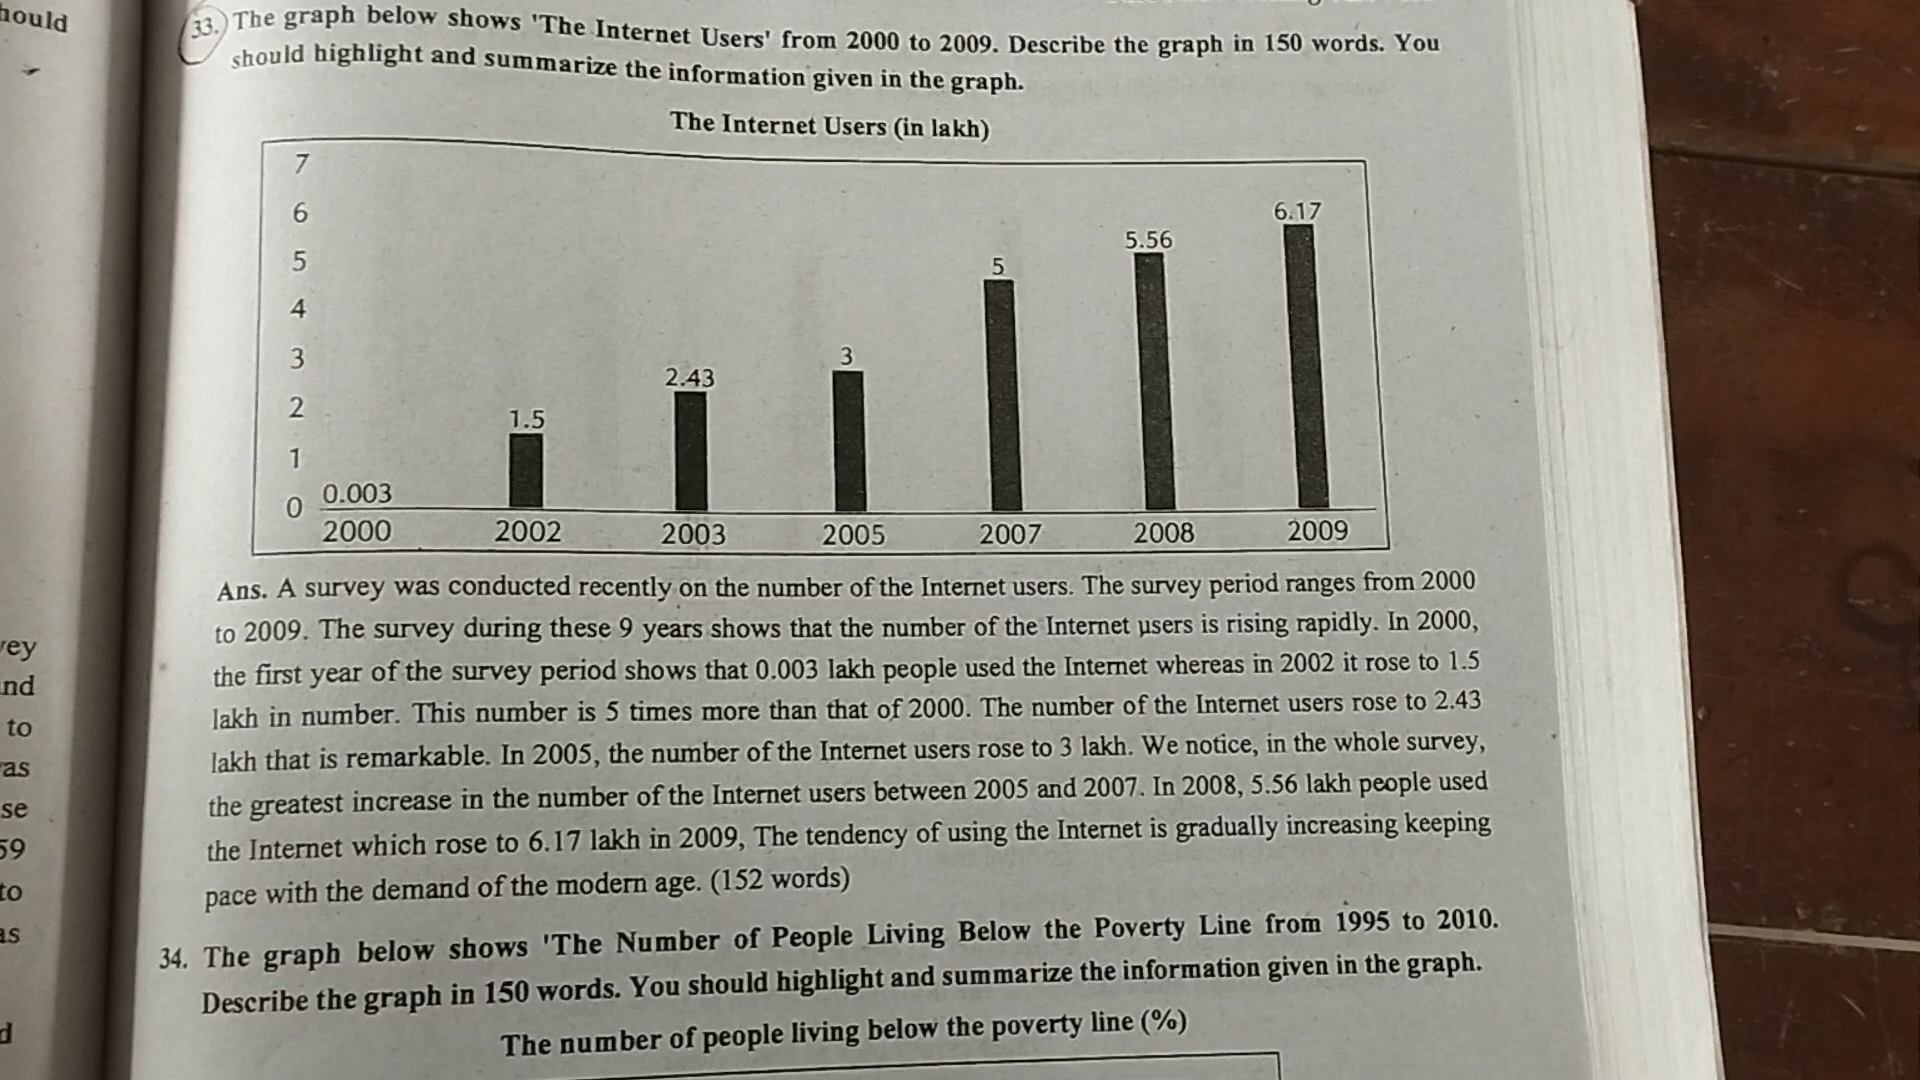 hould
33. The graph below shows 'The Internet Users' from 2000 to 2009. Describe the graph in 150 words. You
should highlight and summarize the information given in the graph.
The Internet Users (in lakh)
7
6
5
4
3
2
1
0
0.003
1.5
2.43
3
5
5.56
6.17
2000 2002 2003 2005 2007 2008 2009
Ans. A survey was conducted recently on the number of the Internet users. The survey period ranges from 2000
to 2009. The survey during these 9 years shows that the number of the Internet users is rising rapidly. In 2000,
the first year of the survey period shows that 0.003 lakh people used the Internet whereas in 2002 it rose to 1.5
lakh in number. This number is 5 times more than that of 2000. The number of the Internet users rose to 2.43
lakh that is remarkable. In 2005, the number of the Internet users rose to 3 lakh. We notice, in the whole survey,
the greatest increase in the number of the Internet users between 2005 and 2007. In 2008, 5.56 lakh people used
the Internet which rose to 6.17 lakh in 2009, The tendency of using the Internet is gradually increasing keeping
pace with the demand of the modern age. (152 words)
34. The graph below shows 'The Number of People Living Below the Poverty Line from 1995 to 2010.
Describe the graph in 150 words. You should highlight and summarize the information given in the graph.
The number of people living below the poverty line (%)
vey
nd
to
as
se
59
to
as
d